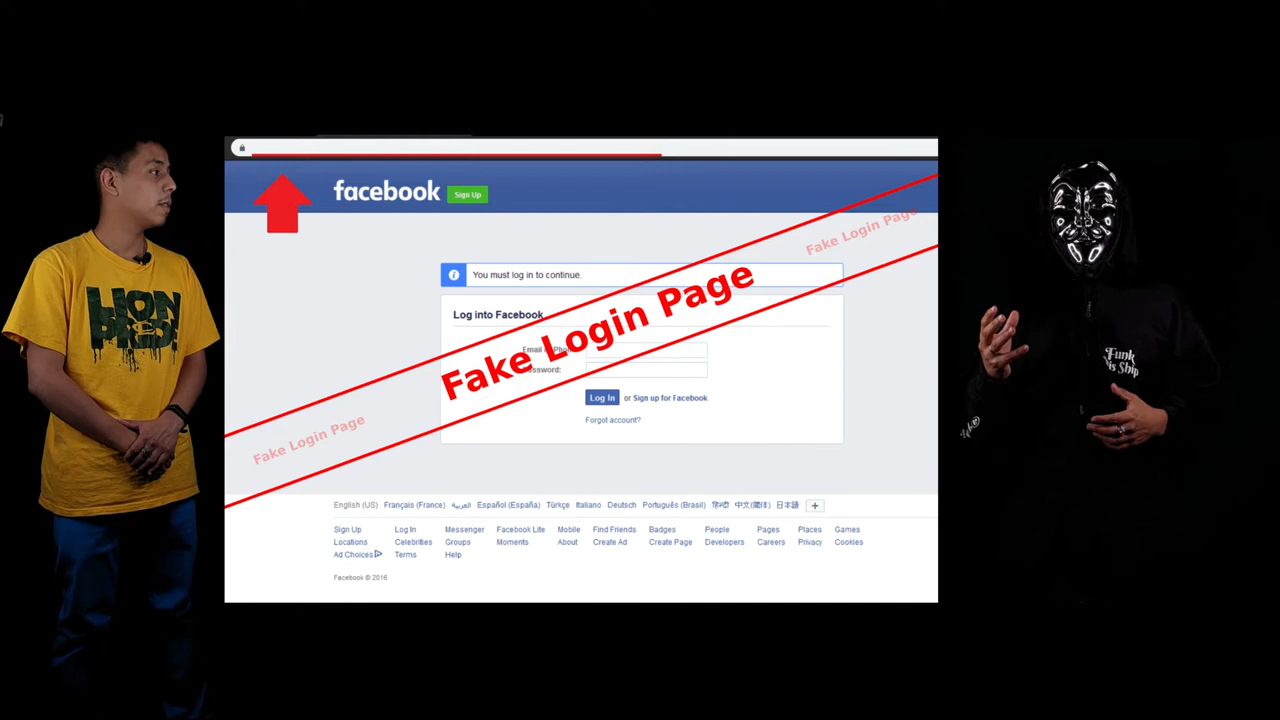 facebook Sign Up
Fake Login Page
You must log in to continue.
Fake Login Page
Log into Facebook
Password:
Log In or Sign up for Facebook
Forgot account?
Fake Login Page
LION
English (US) Français (France) العربية Español (España) Türkçe Italiano Deutsch Português (Brasil) हिन्दी 中文(简体) 日本語 +
Sign Up Log In Messenger Facebook Lite Mobile Find Friends Badges People Pages Places Games
Locations Celebrities Groups Moments About Create Ad Create Page Developers Careers Privacy Cookies
Ad Choices Terms Help
Facebook © 2016
Funk
Ship